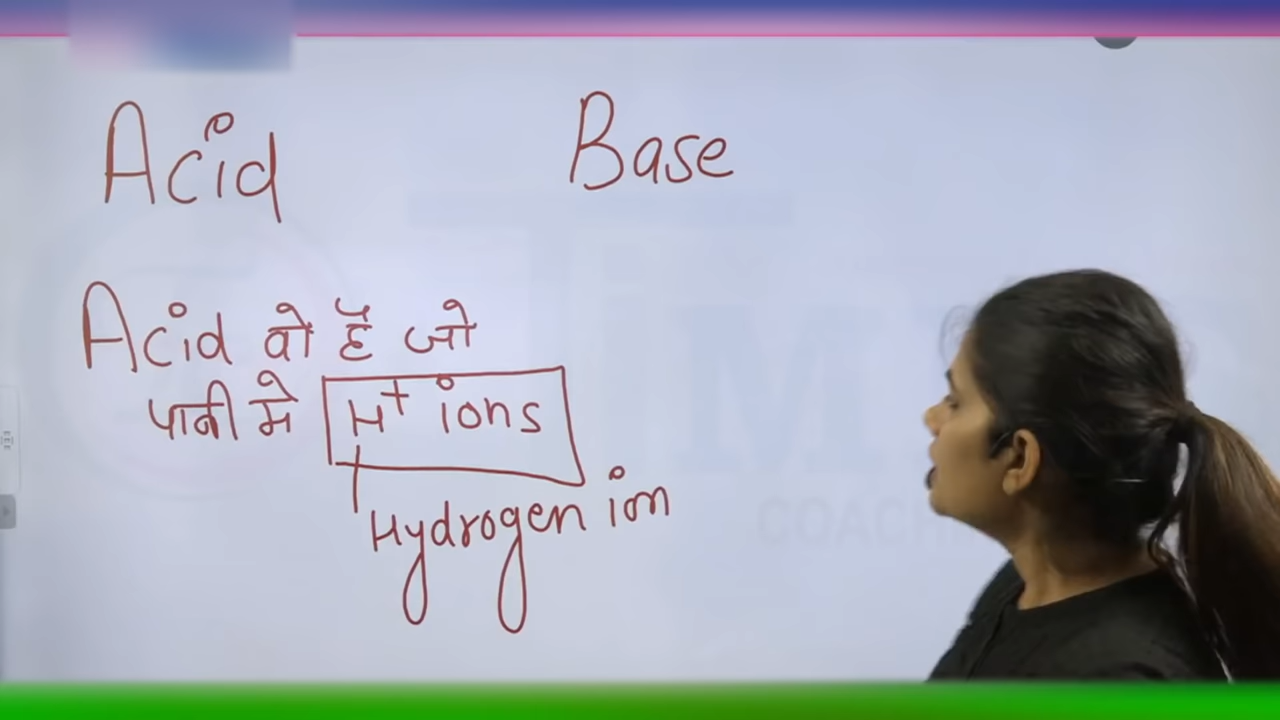 Acid Base
Acid वो हैं जो
पानी मे H+ ions
Hydrogen ion